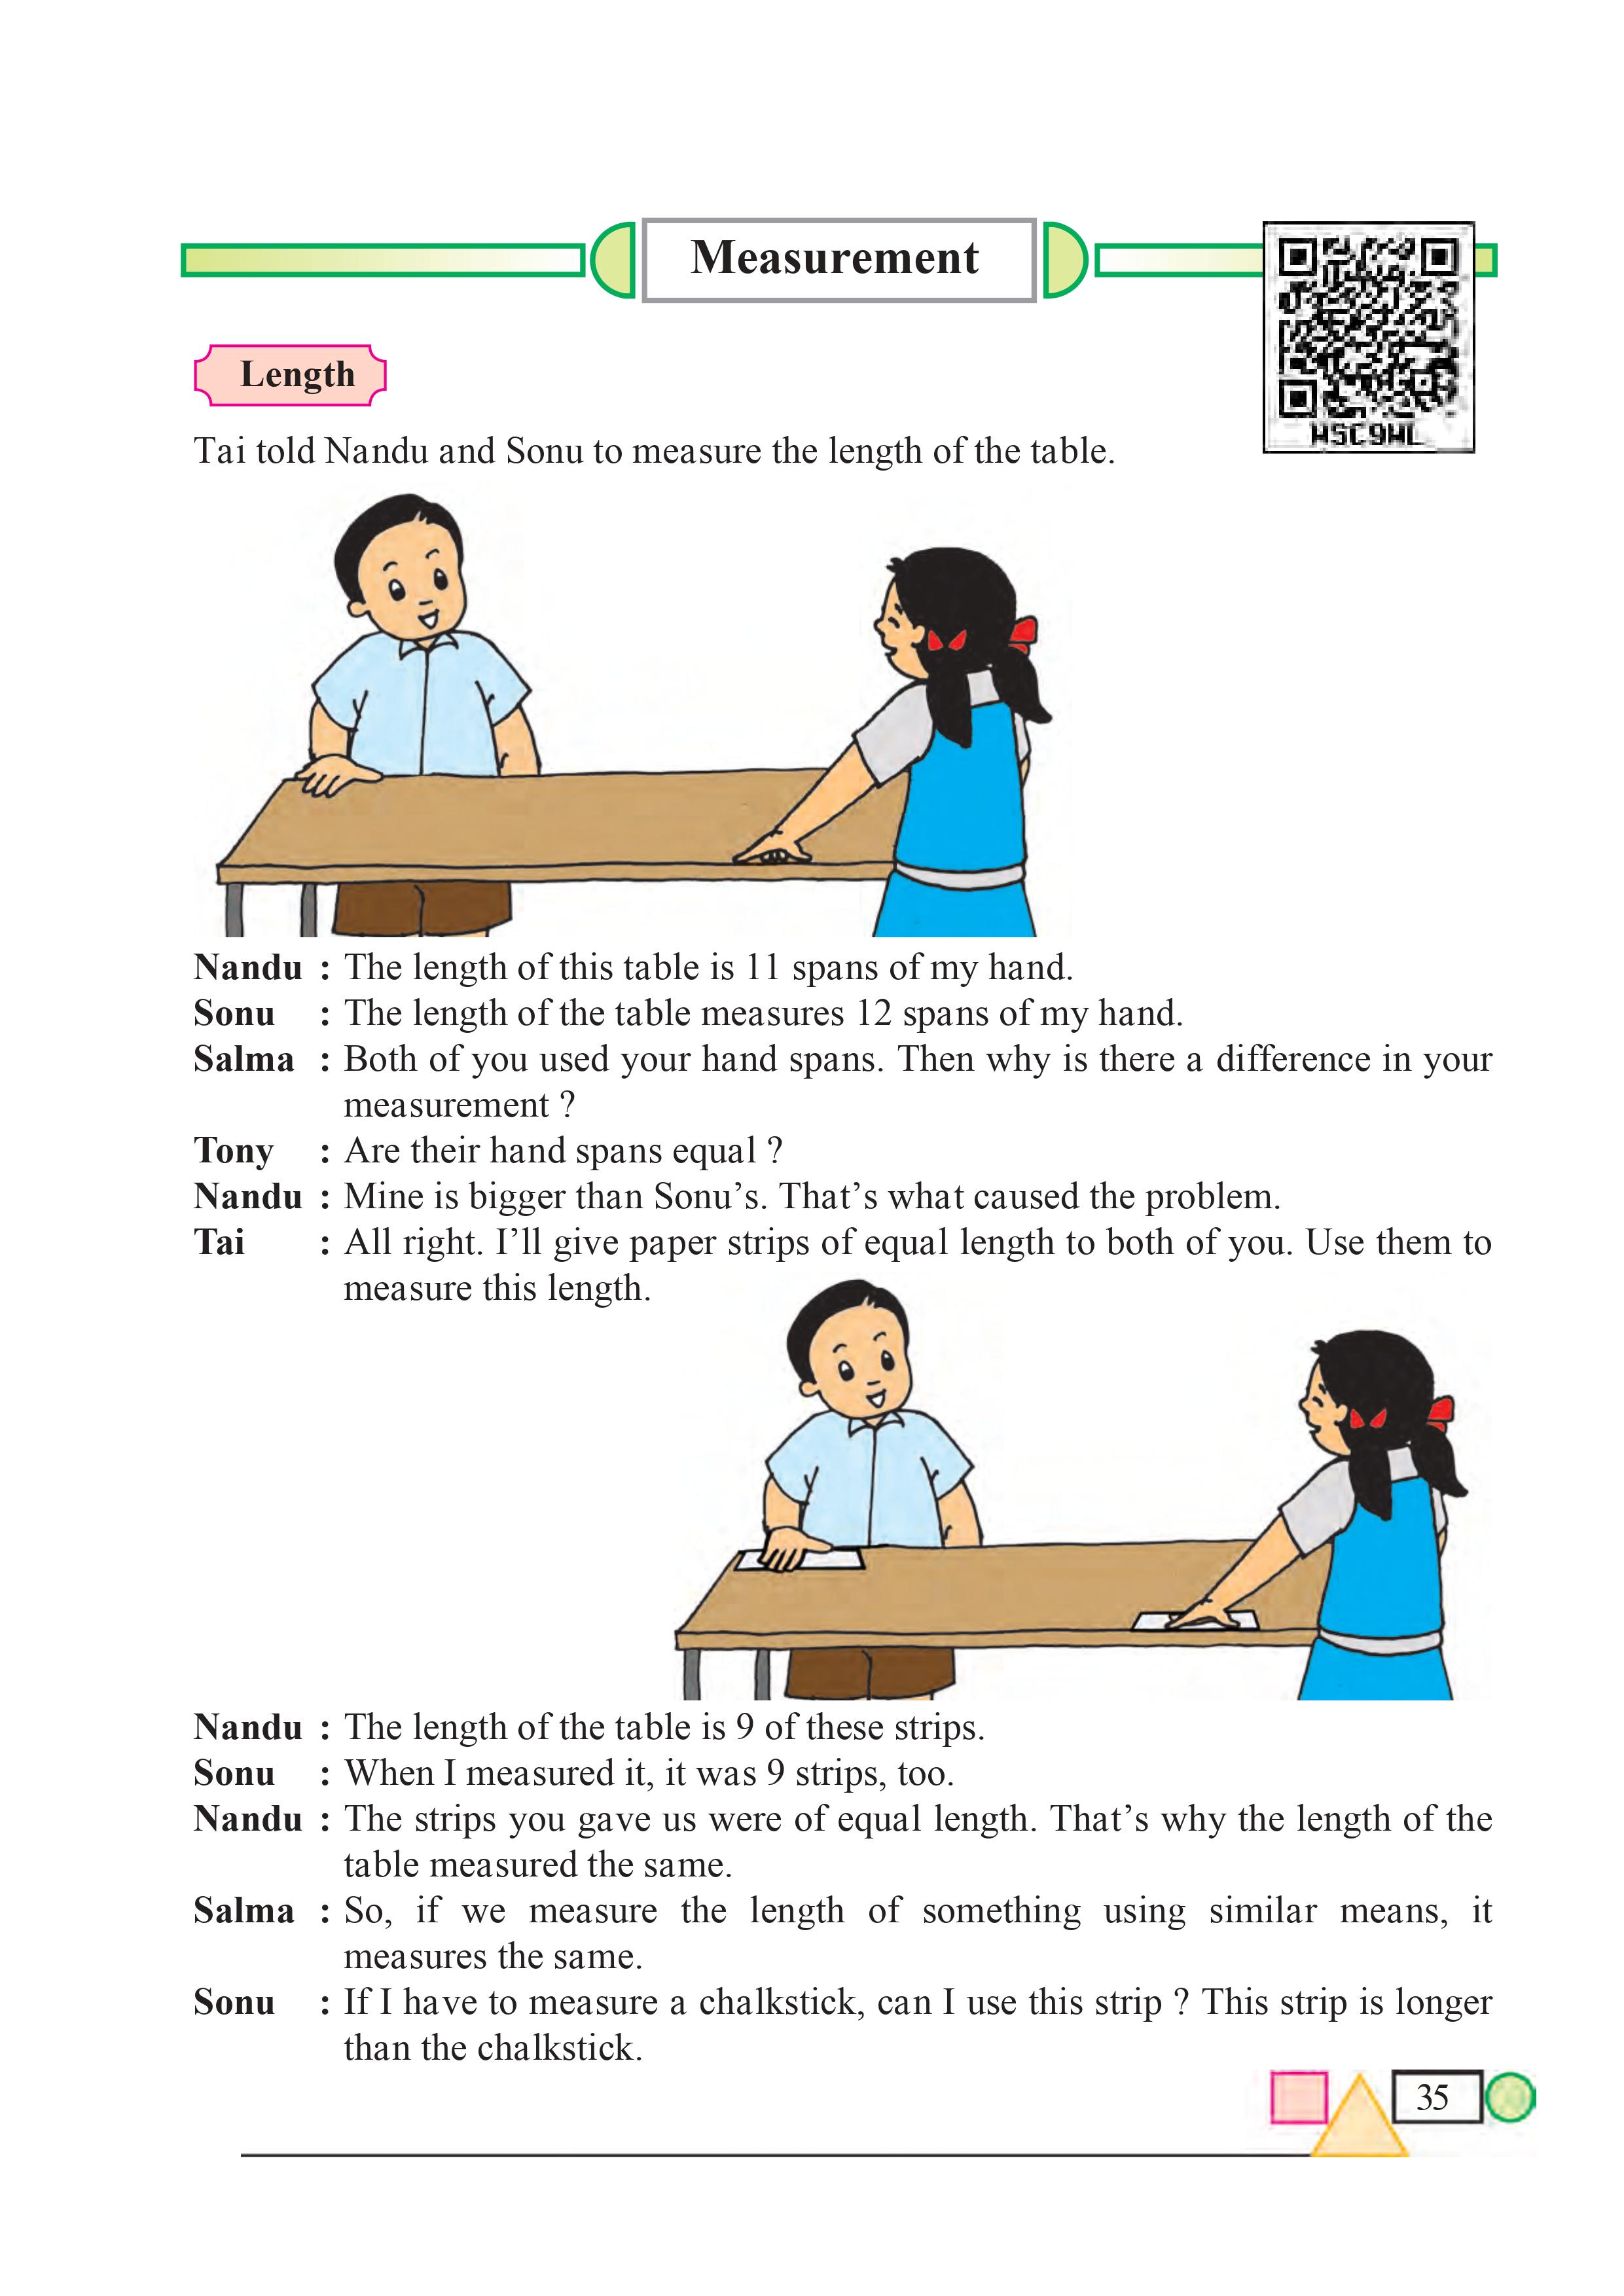 Measurement
WSC9WL
Length
Tai told Nandu and Sonu to measure the length of the table.
Nandu : The length of this table is 11 spans of my hand.
Sonu : The length of the table measures 12 spans of my hand.
Salma : Both of you used your hand spans. Then why is there a difference in your
measurement ?
Tony : Are their hand spans equal ?
Nandu : Mine is bigger than Sonu’s. That’s what caused the problem.
Tai : All right. I’ll give paper strips of equal length to both of you. Use them to
measure this length.
Nandu : The length of the table is 9 of these strips.
Sonu : When I measured it, it was 9 strips, too.
Nandu : The strips you gave us were of equal length. That’s why the length of the
table measured the same.
Salma : So, if we measure the length of something using similar means, it
measures the same.
Sonu : If I have to measure a chalkstick, can I use this strip ? This strip is longer
than the chalkstick.
35